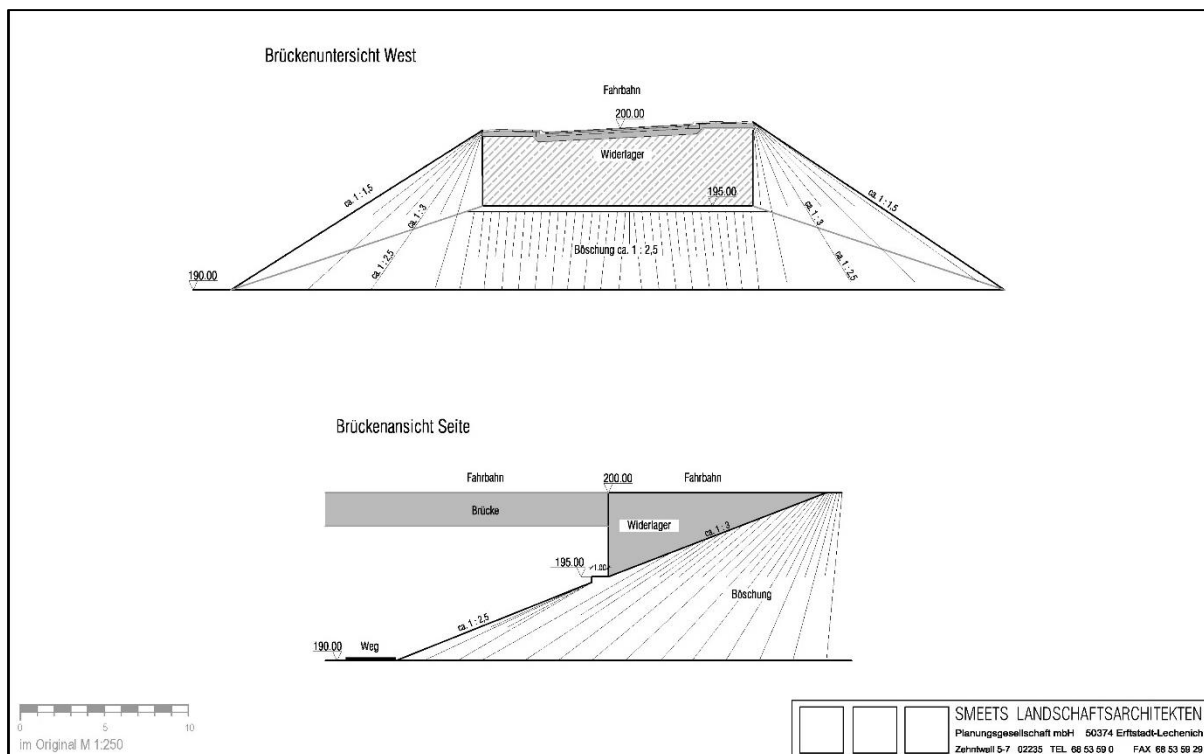 Brückenuntersicht West
Fahrbahn
200.00
Widerlager
195.00
ca. 1 : 1,5
ca. 1 : 3
ca. 1 : 2,5
Böschung ca. 1 : 2,5
ca. 1 : 1,5
ca. 1 : 3
ca. 1 : 2,5
190.00
Brückenansicht Seite
Fahrbahn
200.00
Fahrbahn
Brücke
Widerlager
ca. 1 : 3
195.00
1.00
Böschung
ca. 1 : 2,5
190.00
Weg
0 5 10
im Original M 1:250
SMEETS LANDSCHAFTSARCHITEKTEN
Planungsgesellschaft mbH 50374 Erftstadt-Lechenich
Zehntwall 5-7 02235 TEL 68 53 59 0 FAX 68 53 59 29